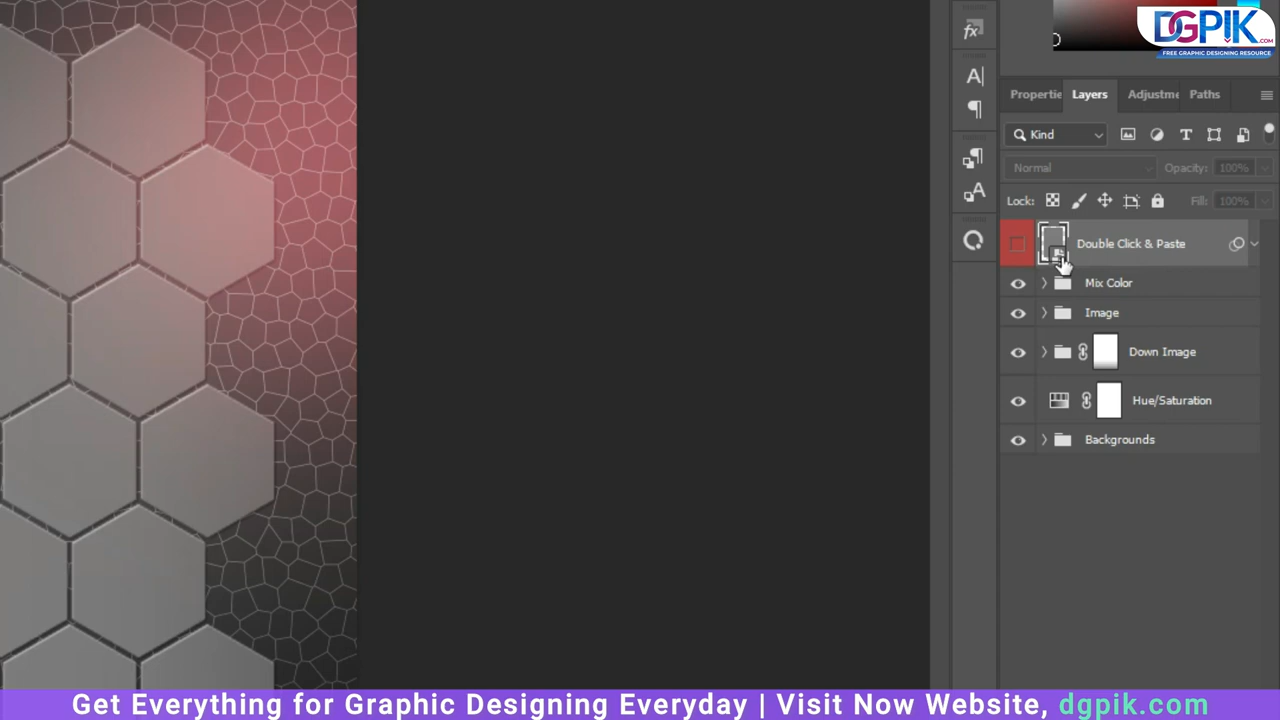 DGPIK.COM
FREE GRAPHIC DESIGNING RESOURCE
fx
A|
A
Propertie Layers Adjustme Paths
Kind T
Normal Opacity: 100%
Lock: Fill: 100%
Double Click & Paste
Mix Color
Image
Down Image
Hue/Saturation
Backgrounds
Get Everything for Graphic Designing Everyday | Visit Now Website, dgpik.com